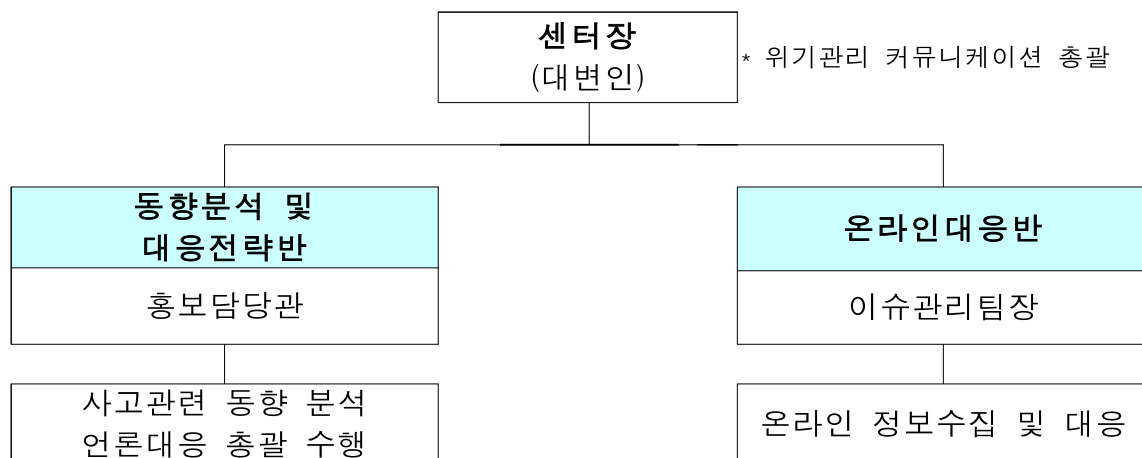 센터장
(대변인)
* 위기관리 커뮤니케이션 총괄
동향분석 및
대응전략반
홍보담당관
사고관련 동향 분석
언론대응 총괄 수행
온라인대응반
이슈관리팀장
온라인 정보수집 및 대응